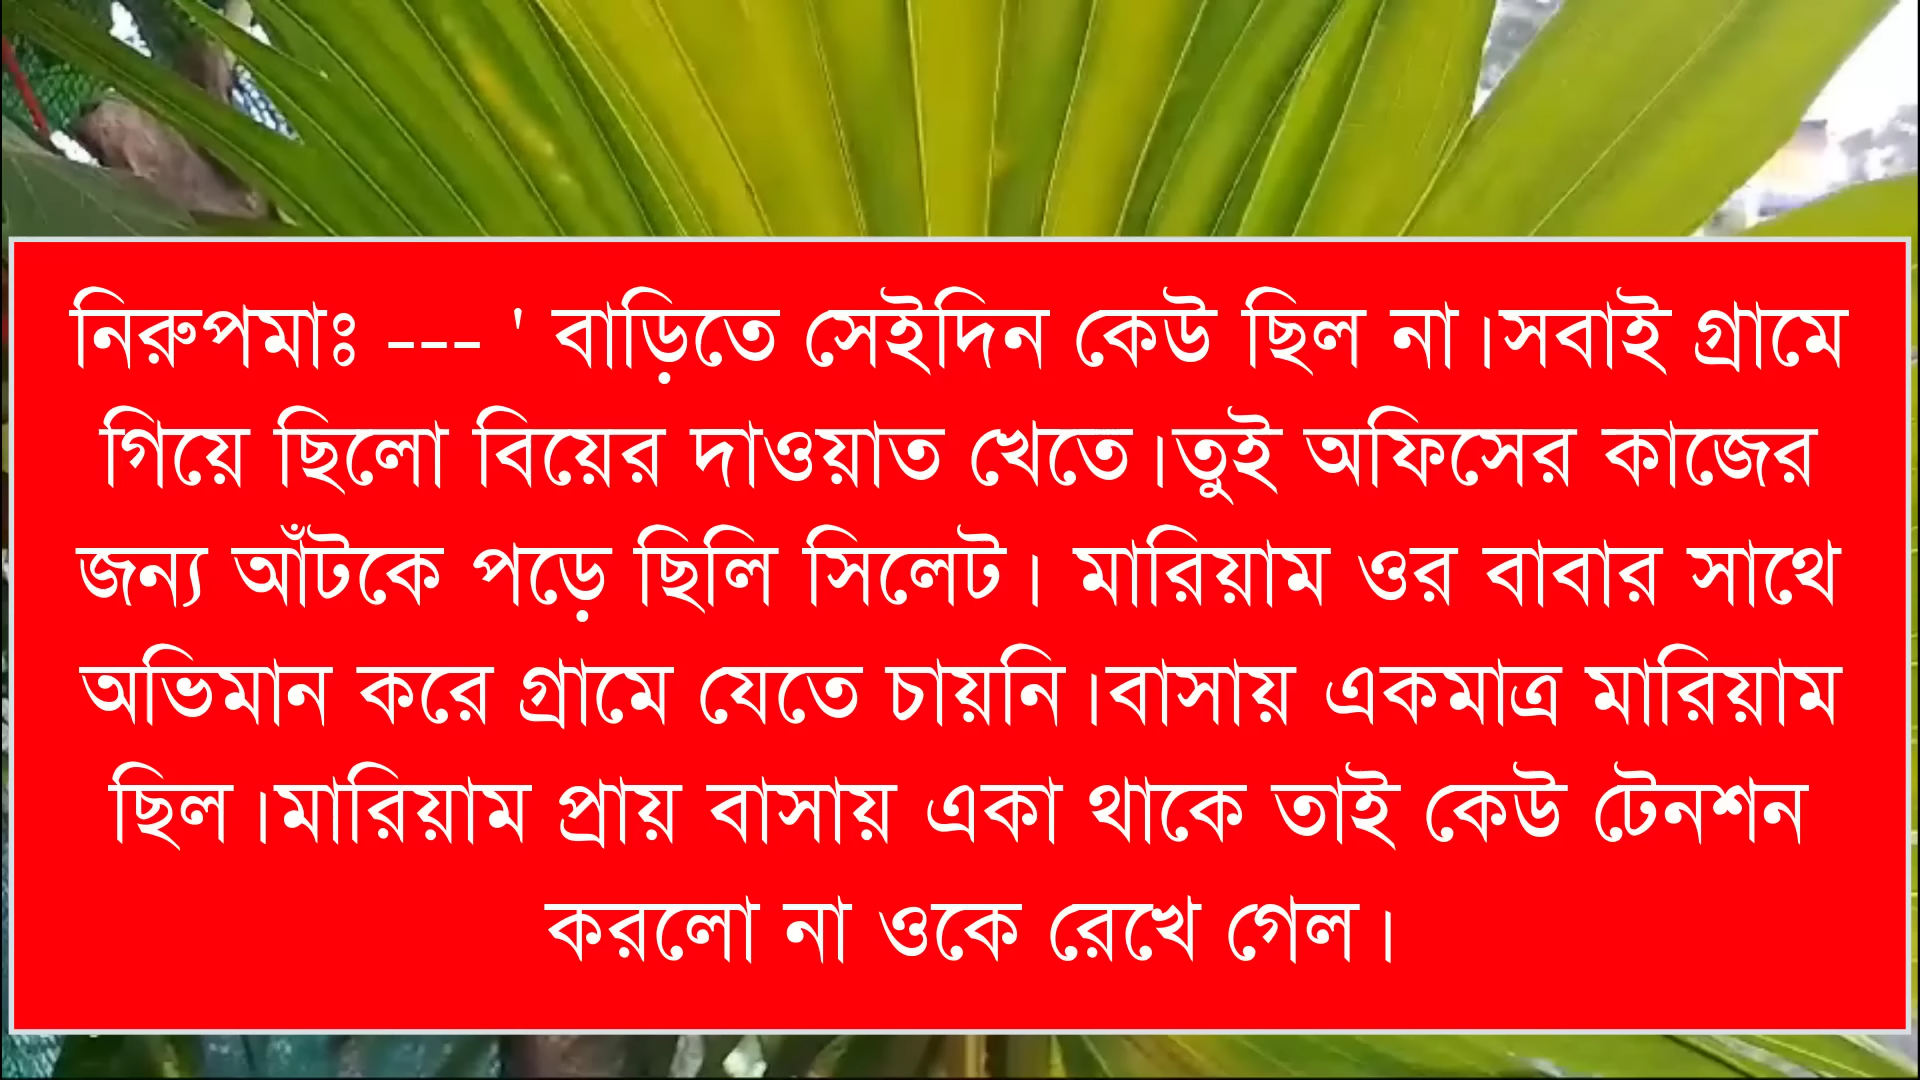 নিরুপমাঃ --- ' বাড়িতে সেইদিন কেউ ছিল না।সবাই গ্রামে
গিয়ে ছিলো বিয়ের দাওয়াত খেতে।তুই অফিসের কাজের
জন্য আঁটকে পড়ে ছিলি সিলেট। মারিয়াম ওর বাবার সাথে
অভিমান করে গ্রামে যেতে চায়নি।বাসায় একমাত্র মারিয়াম
ছিল।মারিয়াম প্রায় বাসায় একা থাকে তাই কেউ টেনশন
করলো না ওকে রেখে গেল।